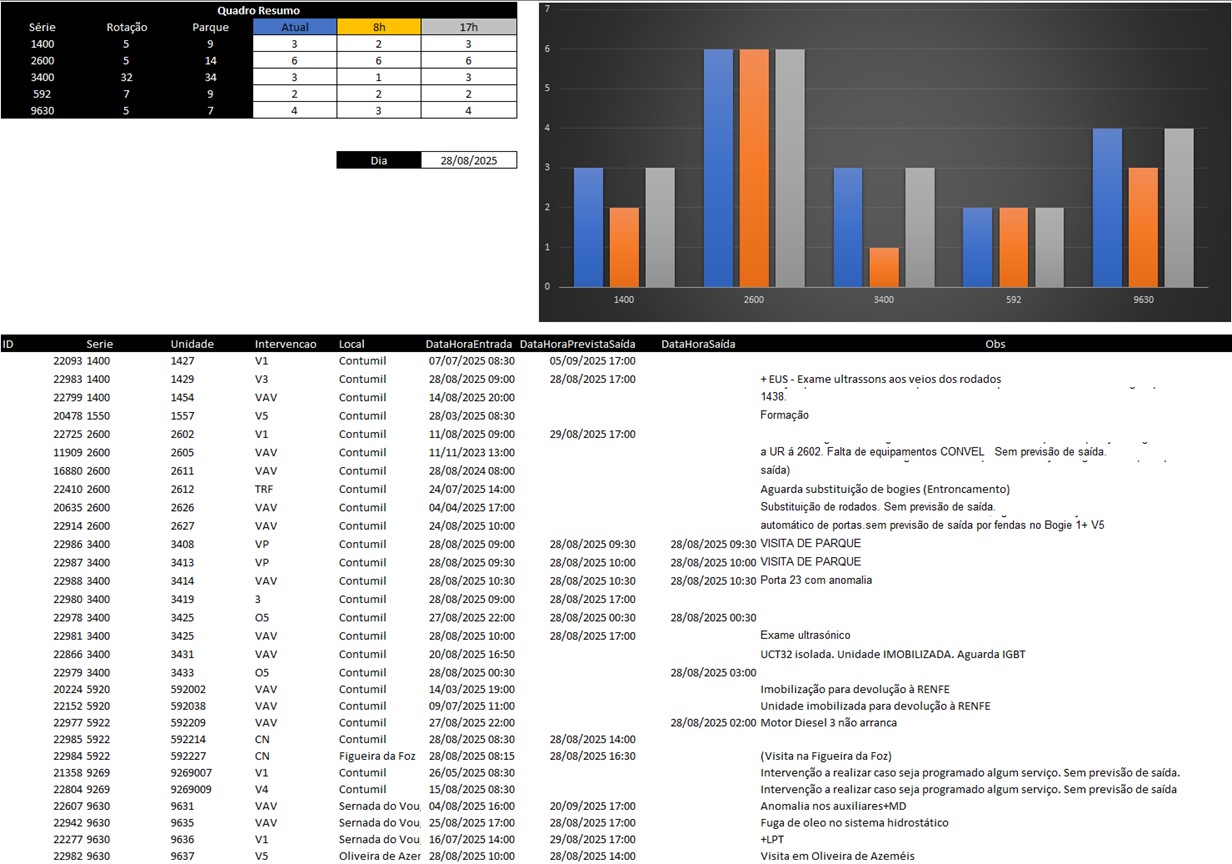 Quadro Resumo
Série Rotação Parque Atual 8h 17h
1400 5 9 3 2 3
2600 5 14 6 6 6
3400 32 34 3 1 3
592 7 9 2 2 2
9630 5 7 4 3 4
Dia 28/08/2025
7
6
5
4
3
2
1
0
1400 2600 3400 592 9630
ID Serie Unidade Intervencao Local DataHoraEntrada DataHoraPrevistaSaída DataHoraSaída Obs
22093 1400 1427 V1 Contumil 07/07/2025 08:30 05/09/2025 17:00
22983 1400 1429 V3 Contumil 28/08/2025 09:00 28/08/2025 17:00 + EUS - Exame ultrassons aos veios dos rodados
22799 1400 1454 VAV Contumil 14/08/2025 20:00 1438.
20478 1550 1557 V5 Contumil 28/03/2025 08:30 Formação
22725 2600 2602 V1 Contumil 11/08/2025 09:00 29/08/2025 17:00
11909 2600 2605 VAV Contumil 11/11/2023 13:00 a UR á 2602. Falta de equipamentos CONVEL Sem previsão de saída.
16880 2600 2611 VAV Contumil 28/08/2024 08:00 saída)
22410 2600 2612 TRF Contumil 24/07/2025 14:00 Aguarda substituição de bogies (Entroncamento)
20635 2600 2626 VAV Contumil 04/04/2025 17:00 Substituição de rodados. Sem previsão de saída.
22914 2600 2627 VAV Contumil 24/08/2025 10:00 automático de portas.sem previsão de saída por fendas no Bogie 1+ V5
22986 3400 3408 VP Contumil 28/08/2025 09:00 28/08/2025 09:30 28/08/2025 09:30 VISITA DE PARQUE
22987 3400 3413 VP Contumil 28/08/2025 09:30 28/08/2025 10:00 28/08/2025 10:00 VISITA DE PARQUE
22988 3400 3414 VAV Contumil 28/08/2025 10:30 28/08/2025 10:30 28/08/2025 10:30 Porta 23 com anomalia
22980 3400 3419 3 Contumil 28/08/2025 09:00 28/08/2025 17:00
22978 3400 3425 O5 Contumil 27/08/2025 22:00 28/08/2025 00:30 28/08/2025 00:30
22981 3400 3425 VAV Contumil 28/08/2025 10:00 28/08/2025 17:00 Exame ultrasónico
22866 3400 3431 VAV Contumil 20/08/2025 16:50 UCT32 isolada. Unidade IMOBILIZADA. Aguarda IGBT
22979 3400 3433 O5 Contumil 28/08/2025 00:30 28/08/2025 03:00
20224 5920 592002 VAV Contumil 14/03/2025 19:00 Imobilização para devolução à RENFE
22152 5920 592038 VAV Contumil 09/07/2025 11:00 Unidade imobilizada para devolução à RENFE
22977 5922 592209 VAV Contumil 27/08/2025 22:00 28/08/2025 02:00 Motor Diesel 3 não arranca
22985 5922 592214 CN Contumil 28/08/2025 08:30 28/08/2025 14:00
22984 5922 592227 CN Figueira da Foz 28/08/2025 08:15 28/08/2025 16:30 (Visita na Figueira da Foz)
21358 9269 9269007 V1 Contumil 26/05/2025 08:30 Intervenção a realizar caso seja programado algum serviço. Sem previsão de saída.
22804 9269 9269009 V4 Contumil 15/08/2025 08:30 Intervenção a realizar caso seja programado algum serviço. Sem previsão de saída
22607 9630 9631 VAV Sernada do Vou 04/08/2025 16:00 20/09/2025 17:00 Anomalia nos auxiliares+MD
22942 9630 9635 VAV Sernada do Vou 25/08/2025 17:00 28/08/2025 17:00 Fuga de oleo no sistema hidrostático
22277 9630 9636 V1 Sernada do Vou 16/07/2025 14:00 29/08/2025 17:00 +LPT
22982 9630 9637 V5 Oliveira de Azer 28/08/2025 10:00 28/08/2025 14:00 Visita em Oliveira de Azeméis